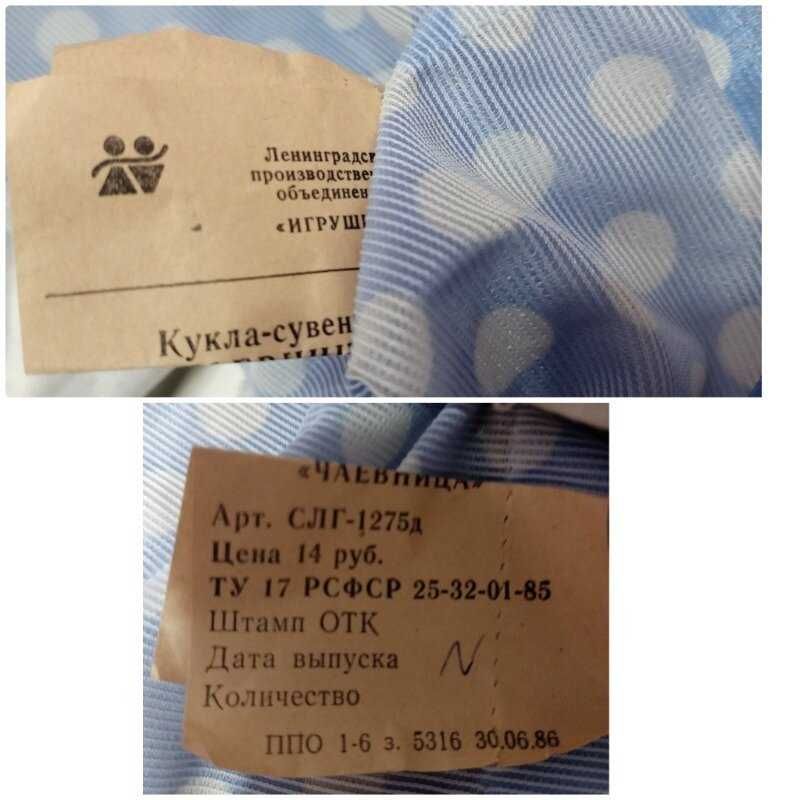 Ленинградск
производстве
объединен
«ИГРУШ
Кукла-сувен
«ЧАЕВНИЦА»
Арт. СЛГ-1275д
Цена 14 руб.
ТУ 17 РСФСР 25-32-01-85
Штамп ОТК
Дата выпуска N
Количество
ППО 1-6 з. 5316 30.06.86